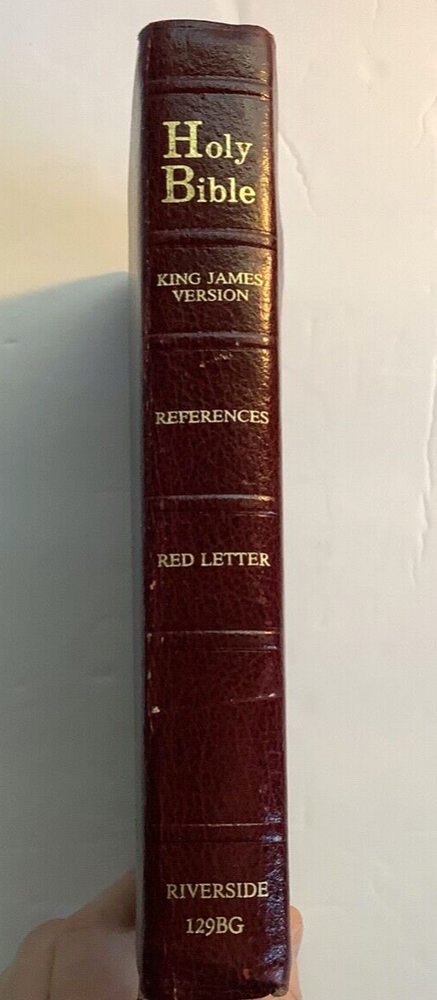 Holy
Bible
KING JAMES
VERSION
REFERENCES
RED LETTER
RIVERSIDE
129BG